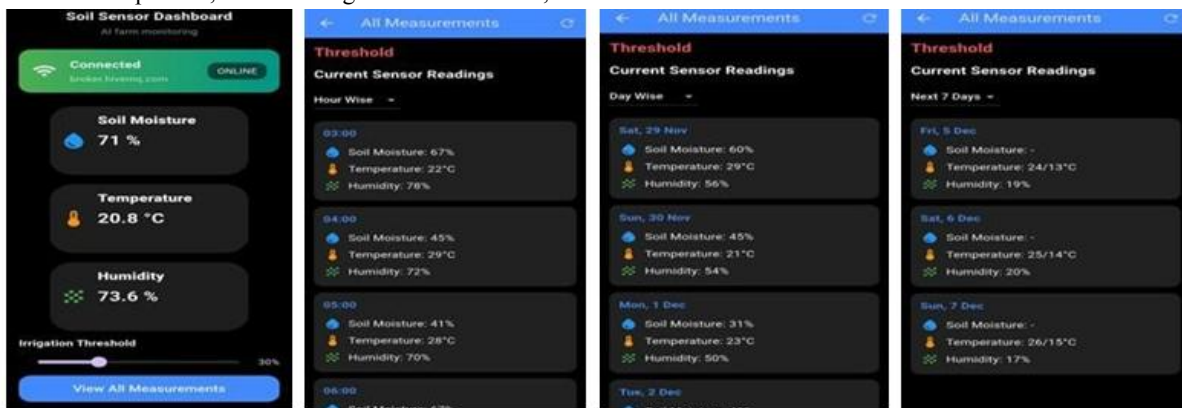 Soil Sensor Dashboard
AI farm monitoring
Connected
broker.hivemq.com
ONLINE
Soil Moisture
71 %
Temperature
20.8 °C
Humidity
73.6 %
Irrigation Threshold
30%
View All Measurements
All Measurements
Threshold
Current Sensor Readings
Hour Wise
03:00
Soil Moisture: 67%
Temperature: 22°C
Humidity: 78%
04:00
Soil Moisture: 45%
Temperature: 29°C
Humidity: 72%
05:00
Soil Moisture: 41%
Temperature: 28°C
Humidity: 70%
06:00
All Measurements
Threshold
Current Sensor Readings
Day Wise
Sat, 29 Nov
Soil Moisture: 60%
Temperature: 29°C
Humidity: 56%
Sun, 30 Nov
Soil Moisture: 45%
Temperature: 21°C
Humidity: 54%
Mon, 1 Dec
Soil Moisture: 31%
Temperature: 23°C
Humidity: 50%
Tue, 2 Dec
All Measurements
Threshold
Current Sensor Readings
Next 7 Days
Fri, 5 Dec
Soil Moisture: -
Temperature: 24/13°C
Humidity: 19%
Sat, 6 Dec
Soil Moisture: -
Temperature: 25/14°C
Humidity: 20%
Sun, 7 Dec
Soil Moisture: -
Temperature: 26/15°C
Humidity: 17%